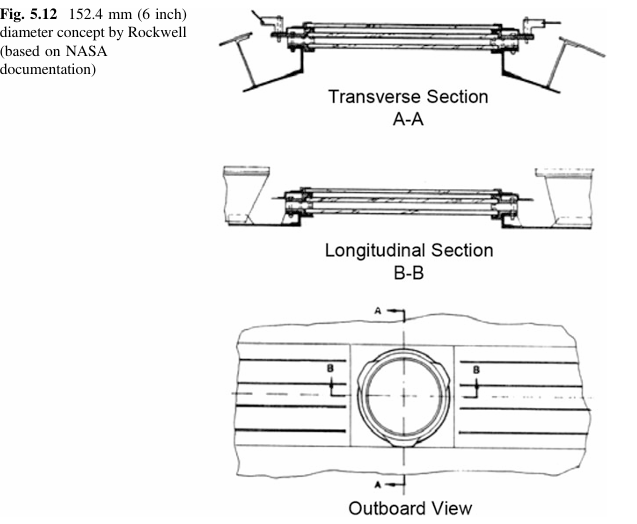 Fig. 5.12 152.4 mm (6 inch)
diameter concept by Rockwell
(based on NASA
documentation)
Transverse Section
A-A
Longitudinal Section
B-B
A
B
B
A
Outboard View